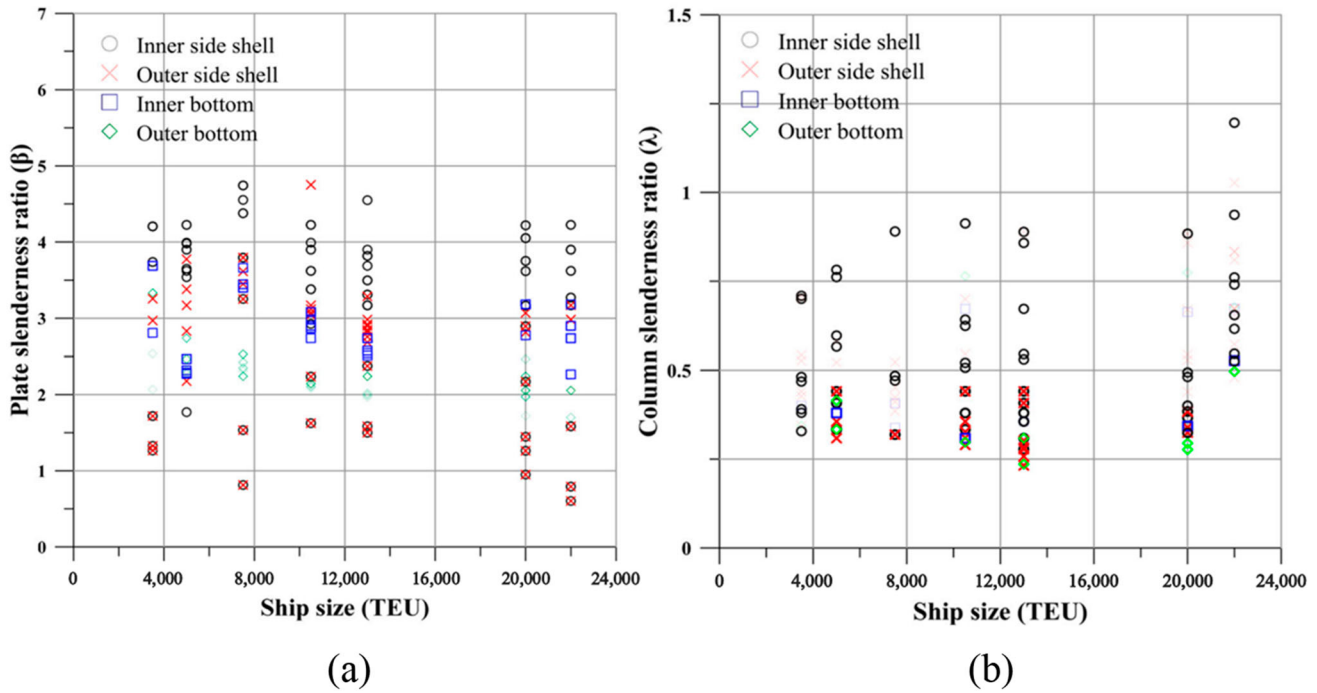 7
6
5
4
3
2
1
0
Plate slenderness ratio (β)
Inner side shell
Outer side shell
Inner bottom
Outer bottom
0 4,000 8,000 12,000 16,000 20,000 24,000
Ship size (TEU)
(a)
1.5
1
0.5
0
Column slenderness ratio (λ)
Inner side shell
Outer side shell
Inner bottom
Outer bottom
0 4,000 8,000 12,000 16,000 20,000 24,000
Ship size (TEU)
(b)